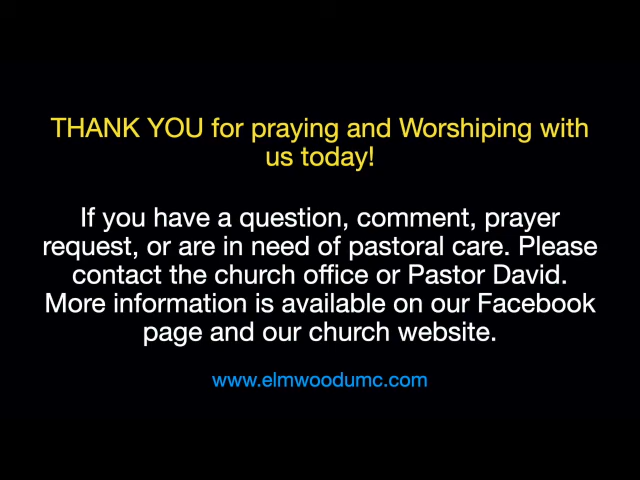 THANK YOU for praying and Worshiping with
us today!
If you have a question, comment, prayer
request, or are in need of pastoral care. Please
contact the church office or Pastor David.
More information is available on our Facebook
page and our church website.
www.elmwoodumc.com